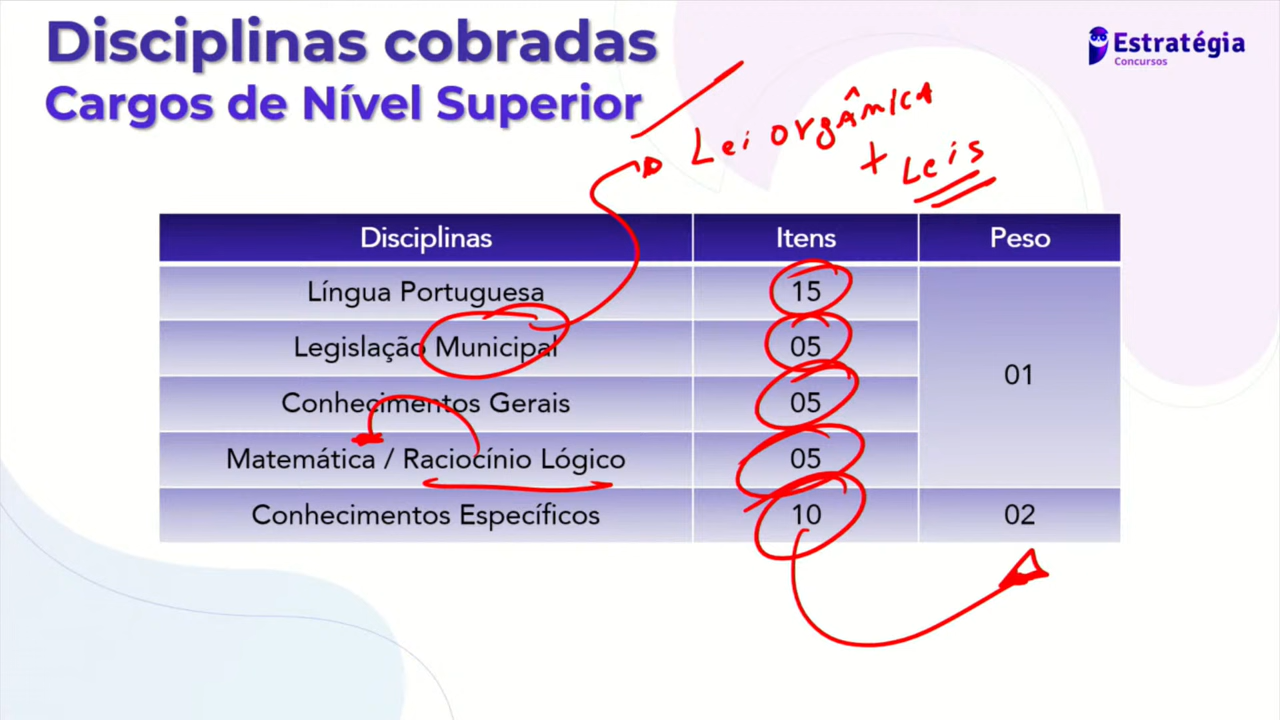 Disciplinas cobradas
Cargos de Nível Superior
Estratégia
Concursos
Lei orgânica
+ Leis
Disciplinas Itens Peso
Língua Portuguesa 15
Legislação Municipal 05
Conhecimentos Gerais 05
01
Matemática / Raciocínio Lógico 05
Conhecimentos Específicos 10 02